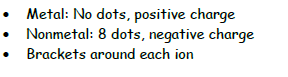 • Metal: No dots, positive charge
• Nonmetal: 8 dots, negative charge
• Brackets around each ion